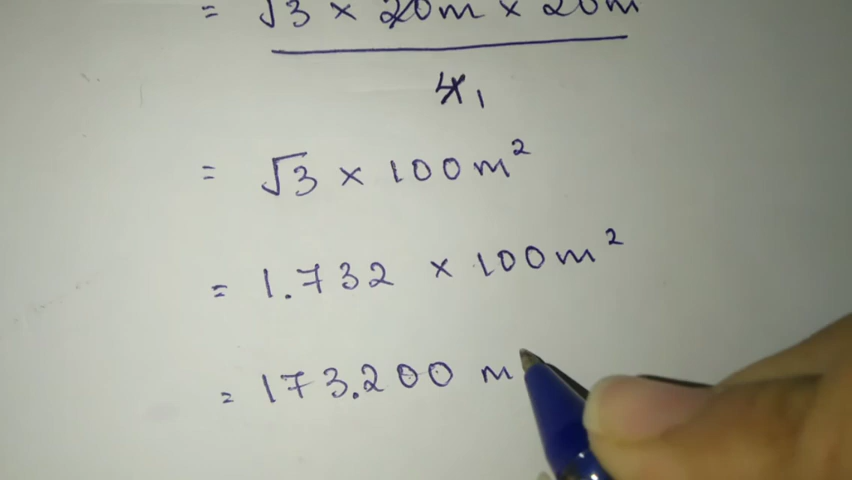 = √3 × 20m × 20m
4 1
= √3 × 100m²
= 1.732 × 100m²
= 173.200 m